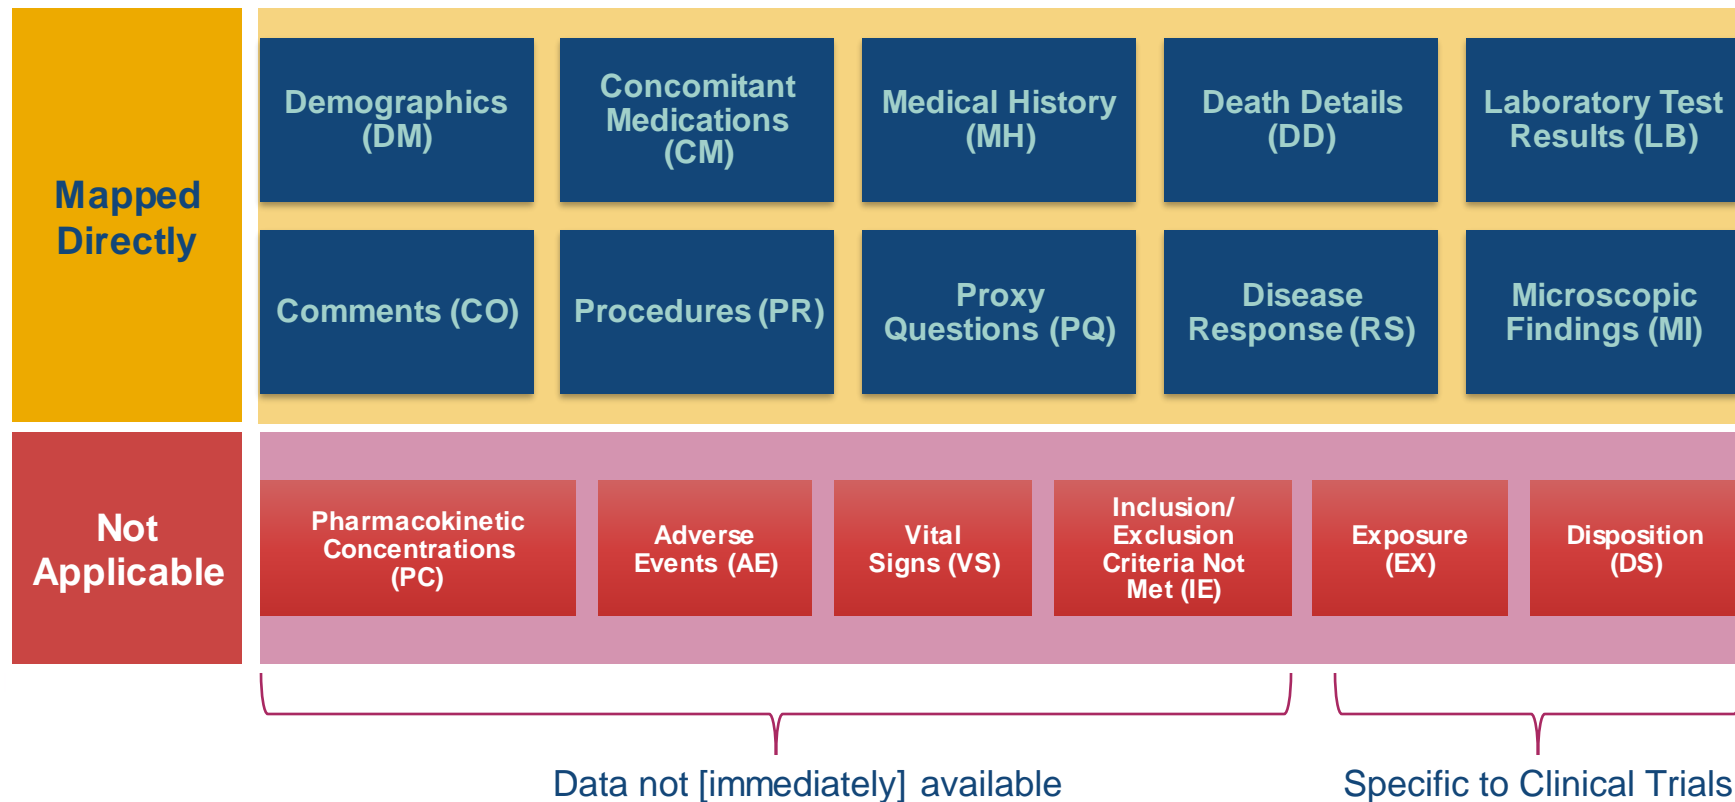 Mapped
Directly
Demographics
(DM)
Concomitant
Medications
(CM)
Medical History
(MH)
Death Details
(DD)
Laboratory Test
Results (LB)
Comments (CO)
Procedures (PR)
Proxy
Questions (PQ)
Disease
Response (RS)
Microscopic
Findings (MI)
Not
Applicable
Pharmacokinetic
Concentrations
(PC)
Adverse
Events (AE)
Vital
Signs (VS)
Inclusion/
Exclusion
Criteria Not
Met (IE)
Exposure
(EX)
Disposition
(DS)
Data not [immediately] available
Specific to Clinical Trials